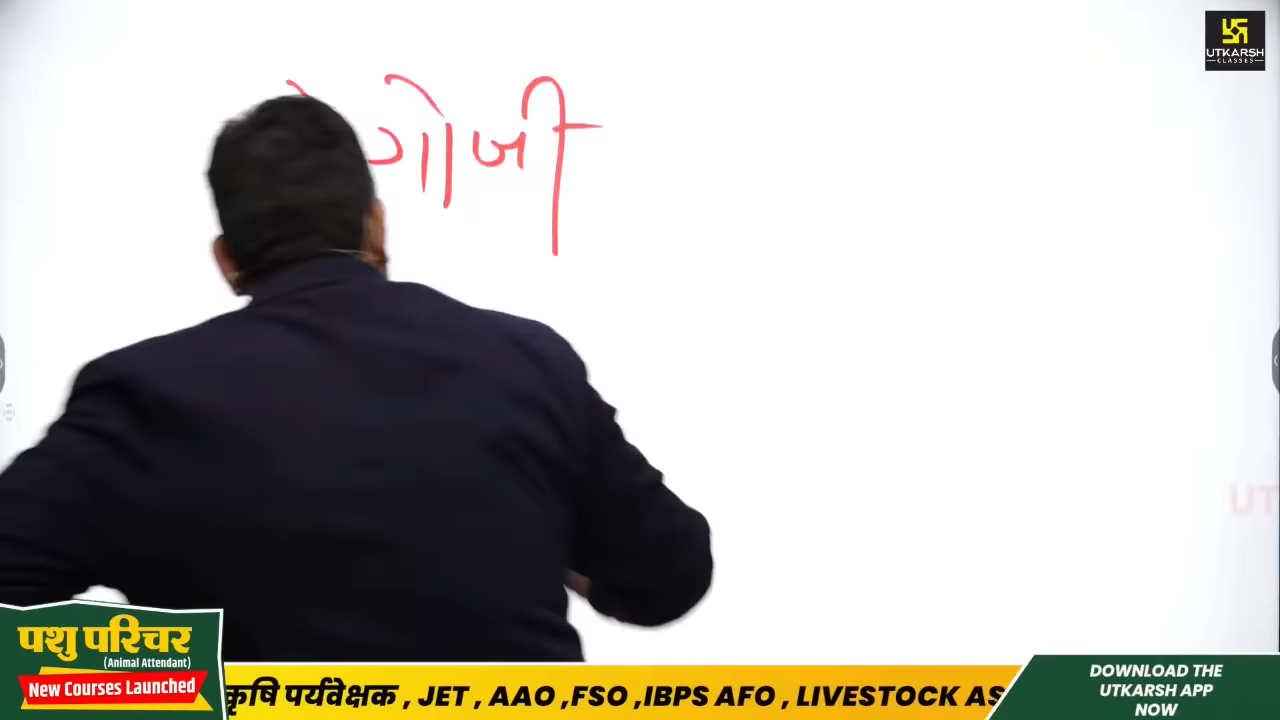 UTKARSH
CLASSES
गोजी
UT
पशु परिचर
(Animal Attendant)
New Courses Launched
कृषि पर्यवेक्षक , JET , AAO ,FSO ,IBPS AFO , LIVESTOCK AS
DOWNLOAD THE
UTKARSH APP
NOW